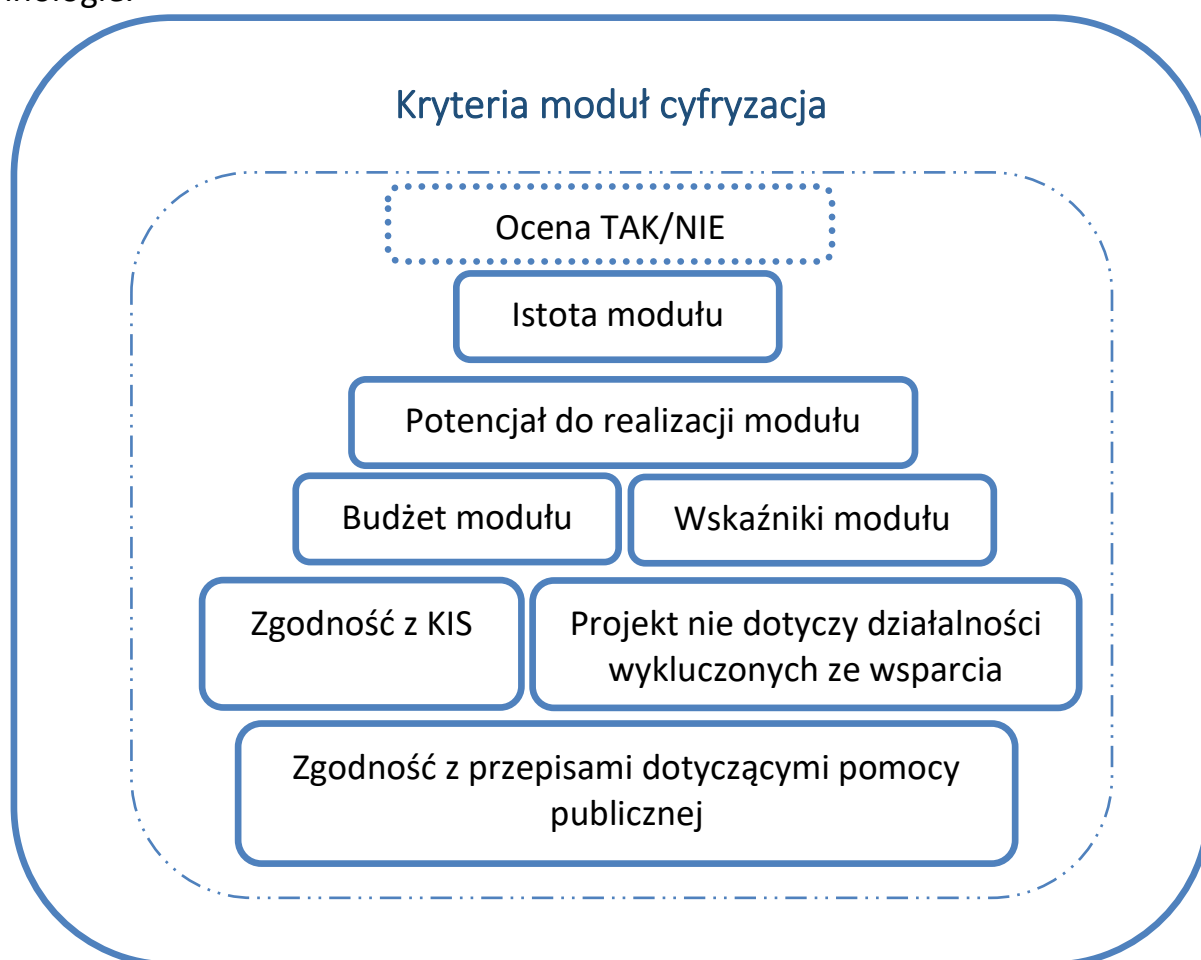 Kryteria moduł cyfryzacja
Ocena TAK/NIE
Istota modułu
Potencjał do realizacji modułu
Budżet modułu
Wskaźniki modułu
Zgodność z KIS
Projekt nie dotyczy działalności
wykluczonych ze wsparcia
Zgodność z przepisami dotyczącymi pomocy
publicznej